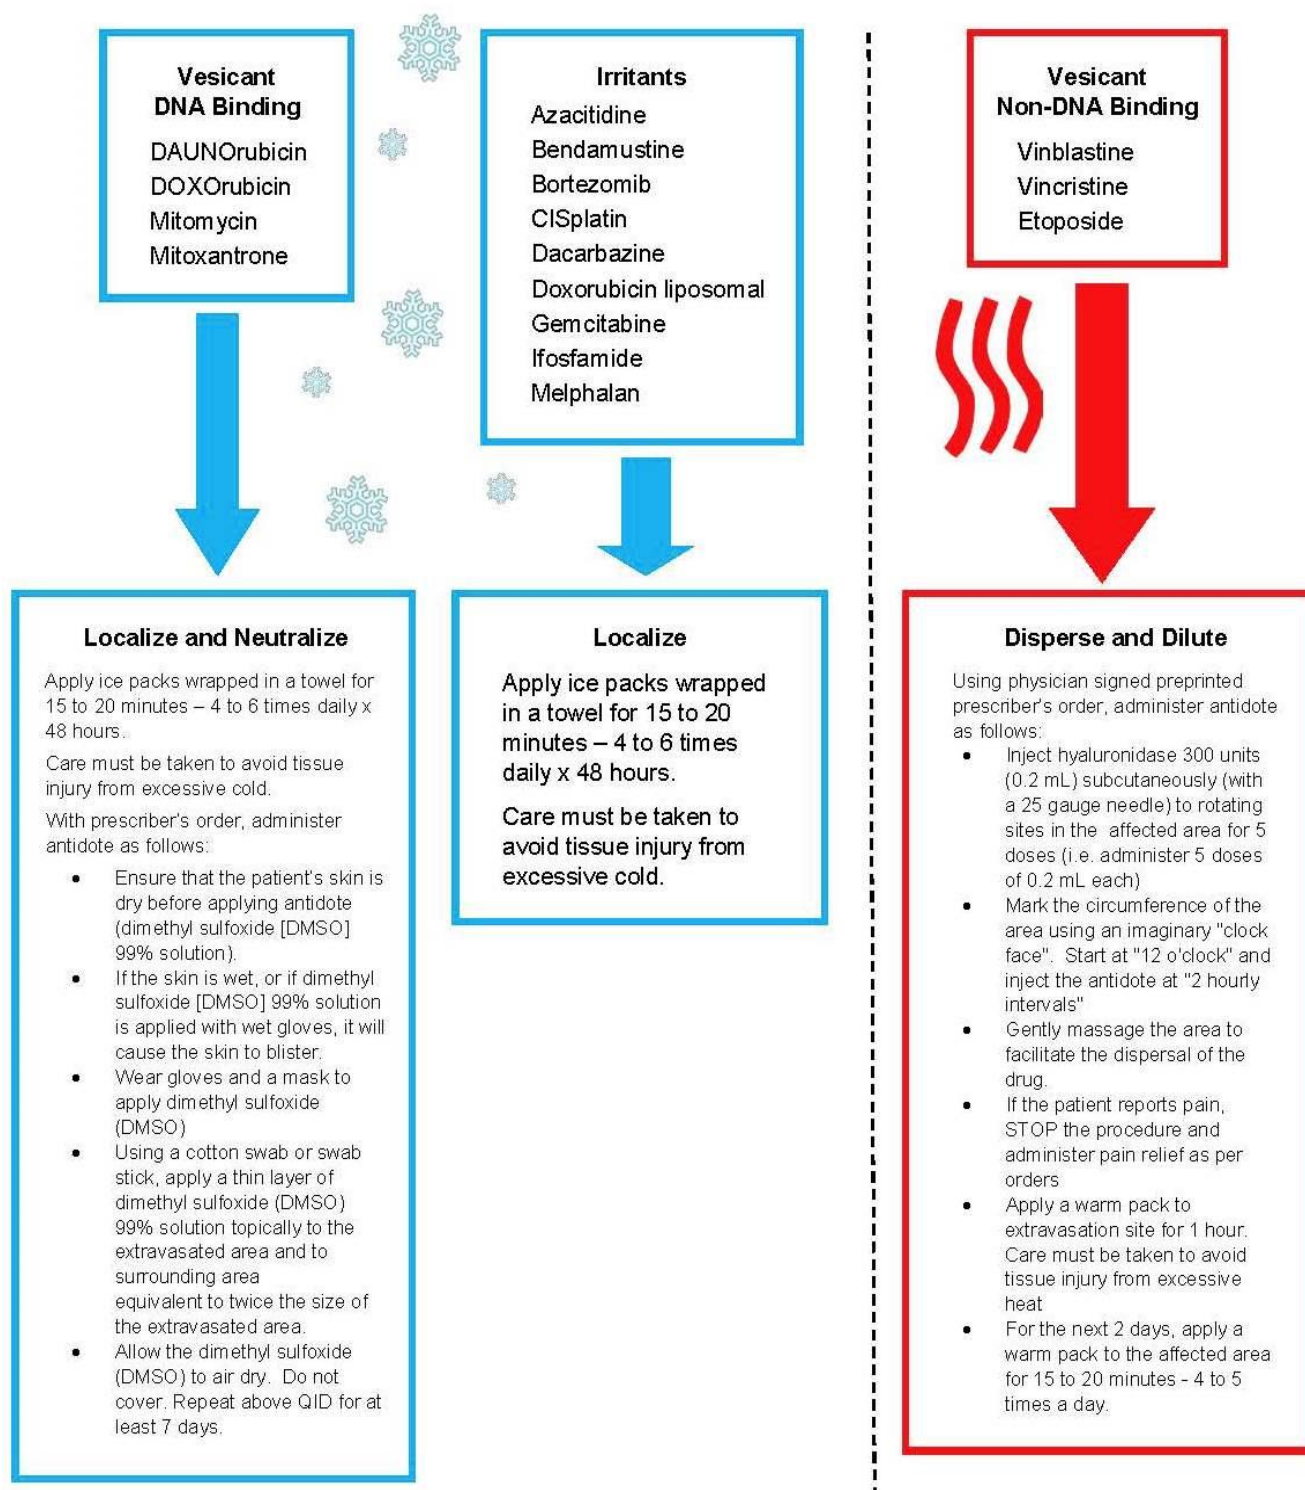 Vesicant
DNA Binding
DAUNOrubicin
DOXOrubicin
Mitomycin
Mitoxantrone
Irritants
Azacitidine
Bendamustine
Bortezomib
CISplatin
Dacarbazine
Doxorubicin liposomal
Gemcitabine
Ifosfamide
Melphalan
Vesicant
Non-DNA Binding
Vinblastine
Vincristine
Etoposide
Localize and Neutralize
Apply ice packs wrapped in a towel for
15 to 20 minutes – 4 to 6 times daily x
48 hours.
Care must be taken to avoid tissue
injury from excessive cold.
With prescriber's order, administer
antidote as follows:
• Ensure that the patient's skin is
dry before applying antidote
(dimethyl sulfoxide [DMSO]
99% solution).
• If the skin is wet, or if dimethyl
sulfoxide [DMSO] 99% solution
is applied with wet gloves, it will
cause the skin to blister.
• Wear gloves and a mask to
apply dimethyl sulfoxide
(DMSO)
• Using a cotton swab or swab
stick, apply a thin layer of
dimethyl sulfoxide (DMSO)
99% solution topically to the
extravasated area and to
surrounding area
equivalent to twice the size of
the extravasated area.
• Allow the dimethyl sulfoxide
(DMSO) to air dry. Do not
cover. Repeat above QID for at
least 7 days.
Localize
Apply ice packs wrapped
in a towel for 15 to 20
minutes – 4 to 6 times
daily x 48 hours.
Care must be taken to
avoid tissue injury from
excessive cold.
Disperse and Dilute
Using physician signed preprinted
prescriber's order, administer antidote
as follows:
• Inject hyaluronidase 300 units
(0.2 mL) subcutaneously (with
a 25 gauge needle) to rotating
sites in the affected area for 5
doses (i.e. administer 5 doses
of 0.2 mL each)
• Mark the circumference of the
area using an imaginary "clock
face". Start at "12 o'clock" and
inject the antidote at "2 hourly
intervals"
• Gently massage the area to
facilitate the dispersal of the
drug.
• If the patient reports pain,
STOP the procedure and
administer pain relief as per
orders
• Apply a warm pack to
extravasation site for 1 hour.
Care must be taken to avoid
tissue injury from excessive
heat
• For the next 2 days, apply a
warm pack to the affected area
for 15 to 20 minutes - 4 to 5
times a day.